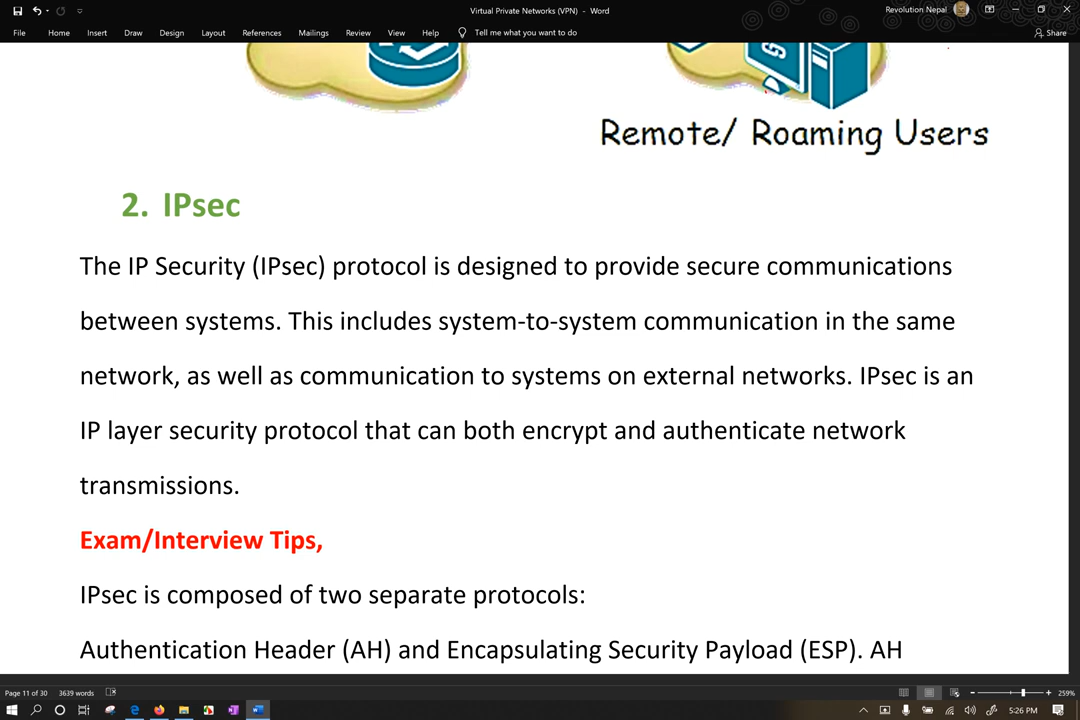 Virtual Private Networks (VPN) - Word
Revolution Nepal
File Home Insert Draw Design Layout References Mailings Review View Help Tell me what you want to do
Share
Remote/ Roaming Users
2. IPsec
The IP Security (IPsec) protocol is designed to provide secure communications
between systems. This includes system-to-system communication in the same
network, as well as communication to systems on external networks. IPsec is an
IP layer security protocol that can both encrypt and authenticate network
transmissions.
Exam/Interview Tips,
IPsec is composed of two separate protocols:
Authentication Header (AH) and Encapsulating Security Payload (ESP). AH
Page 11 of 30 3639 words
259%
5:26 PM